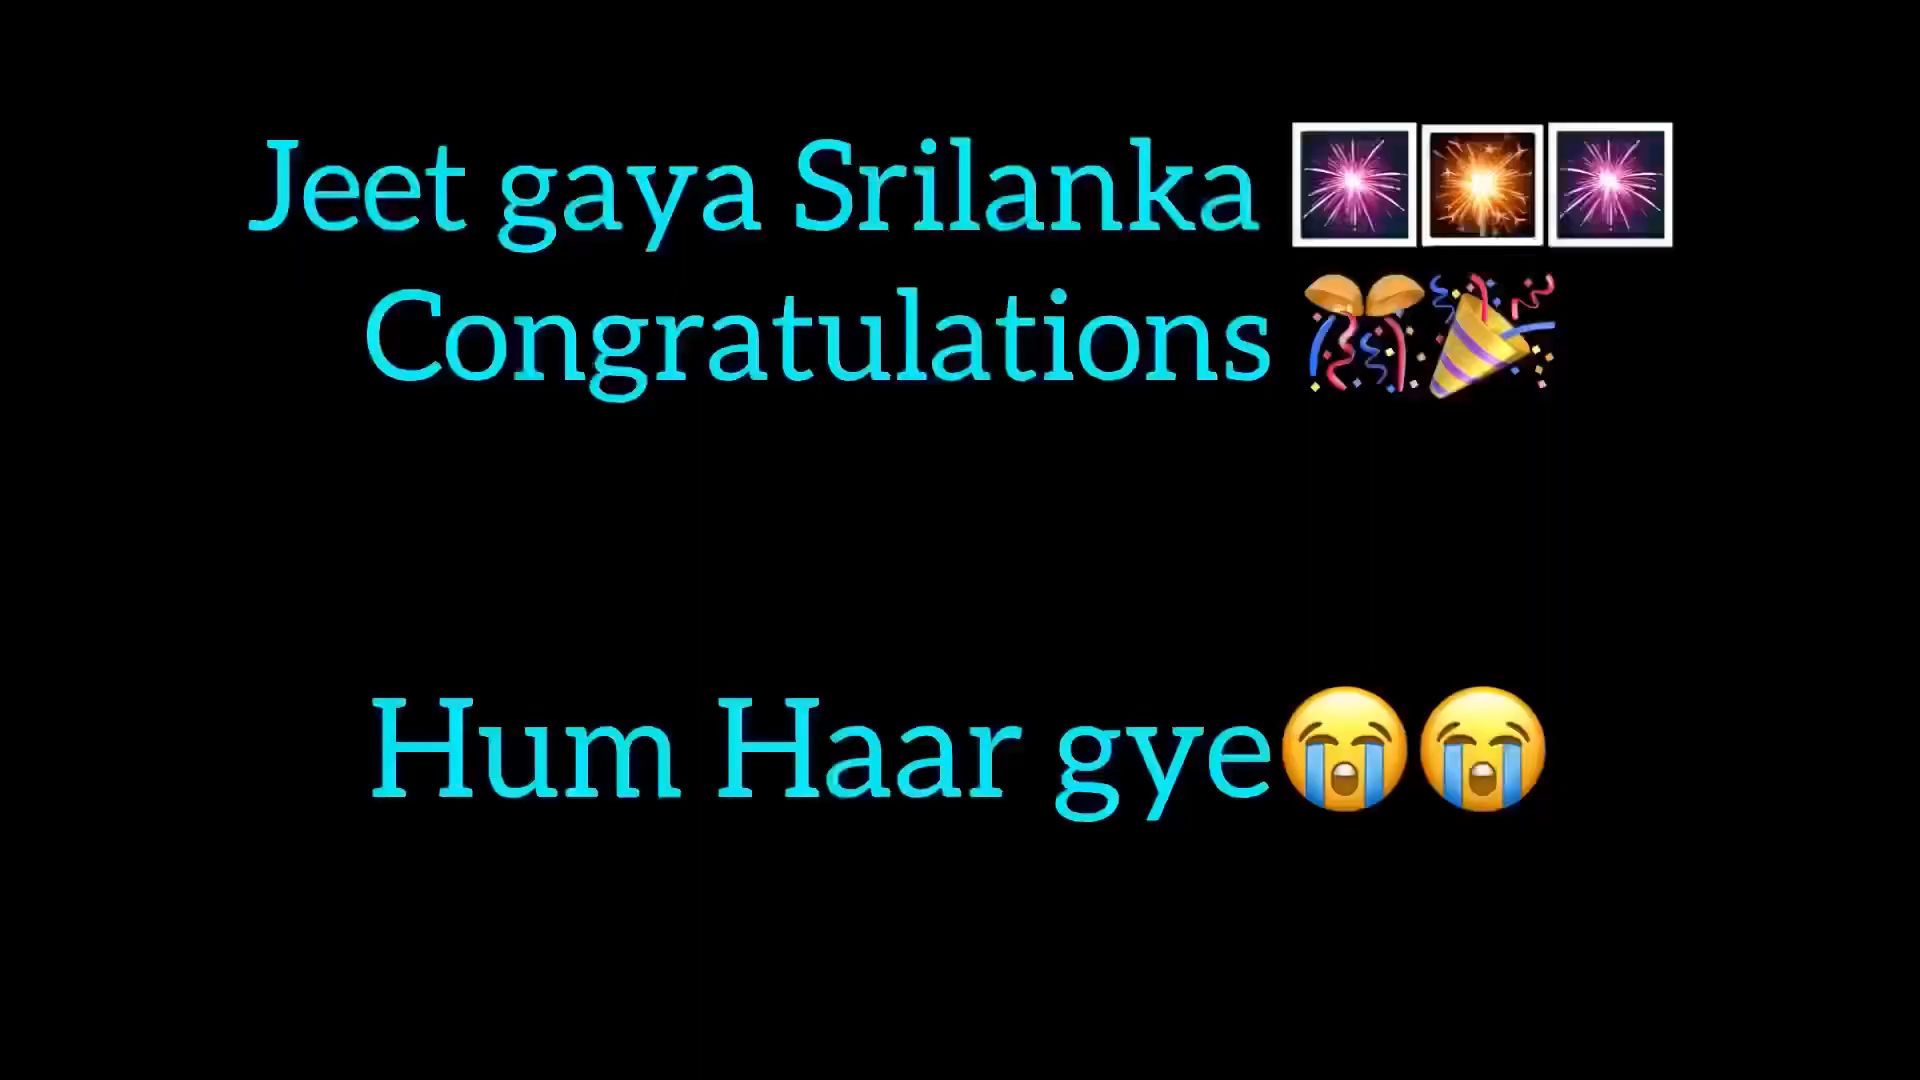 Jeet gaya Srilanka 🎆🎇🎆
Congratulations 🎊🎉
Hum Haar gye😭😭